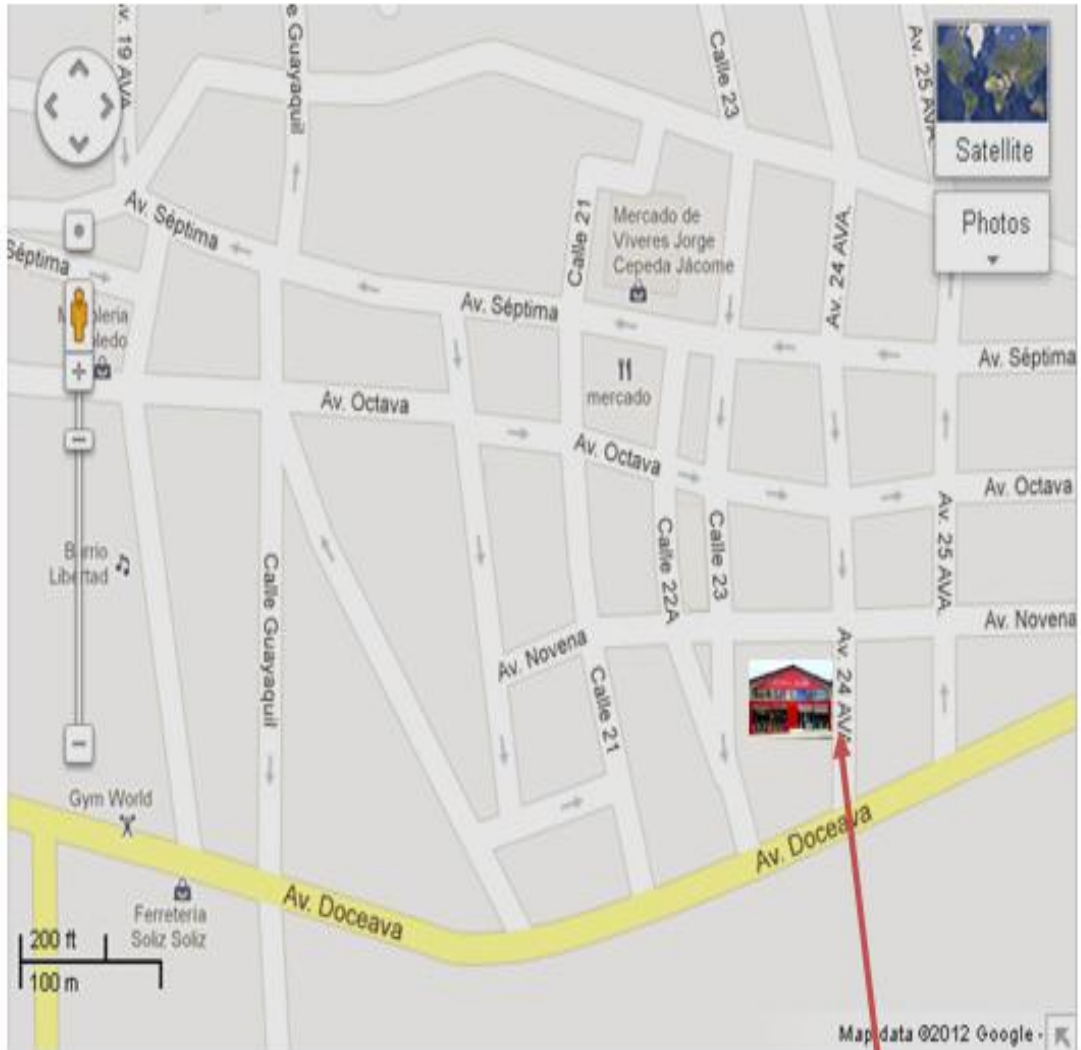 Av. 19 AVA
e Guayaquil
Calle 23
Av. 25 AVA
Satellite
Photos
Av. Séptima
Séptima
Calle 21
Mercado de
Viveres Jorge
Cepeda Jácome
Av. 24 AVA.
Av. Séptima
Av. Séptima
mercado
Av. Octava
Av. Octava
Av. Octava
Calle 22A
Calle 23
Av. 25 AVA.
Calle Guayaquil
Av. Novena
Av. Novena
Calle 21
Av. 24 AVA
Gym World
Av. Doceava
Av. Doceava
Ferreteria
Soliz Soliz
200 ft
100 m
Map data ©2012 Google -